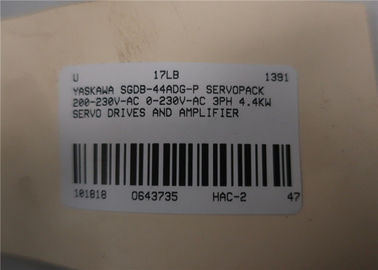 U 17LB 1391
YASKAWA SGDB-44ADG-P SERVOPACK
200-230V-AC 0-230V-AC 3PH 4.4KW
SERVO DRIVES AND AMPLIFIER
101818 0643735 HAC-2 47